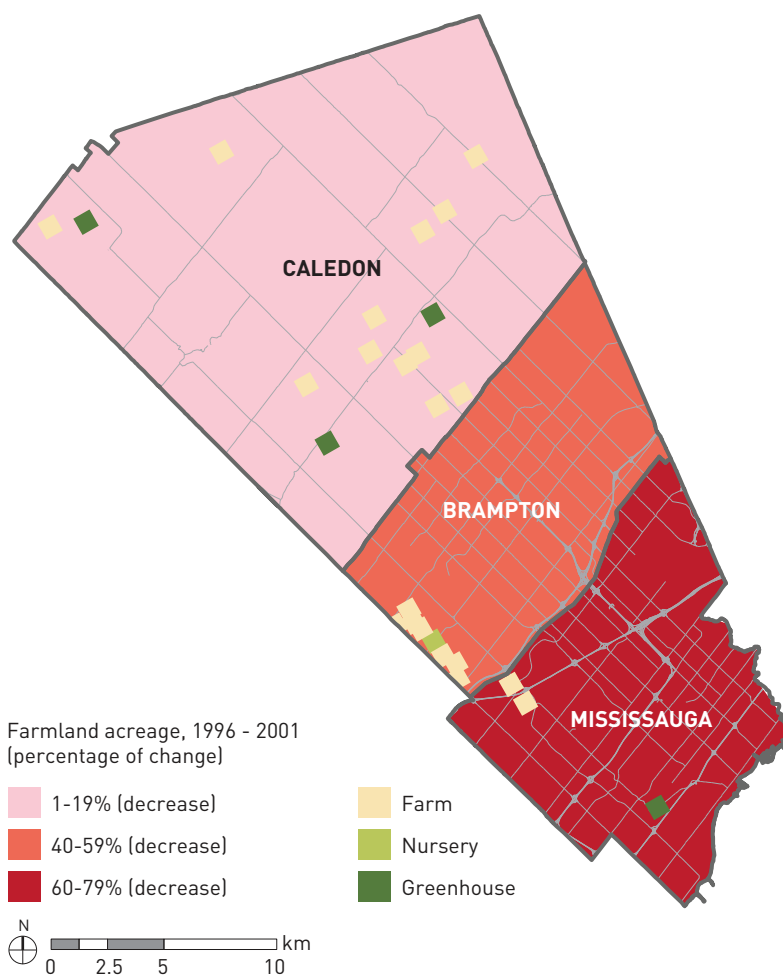 CALEDON
BRAMPTON
MISSISSAUGA
Farmland acreage, 1996 - 2001
(percentage of change)
1-19% (decrease)
40-59% (decrease)
60-79% (decrease)
Farm
Nursery
Greenhouse
N
km
0 2.5 5 10